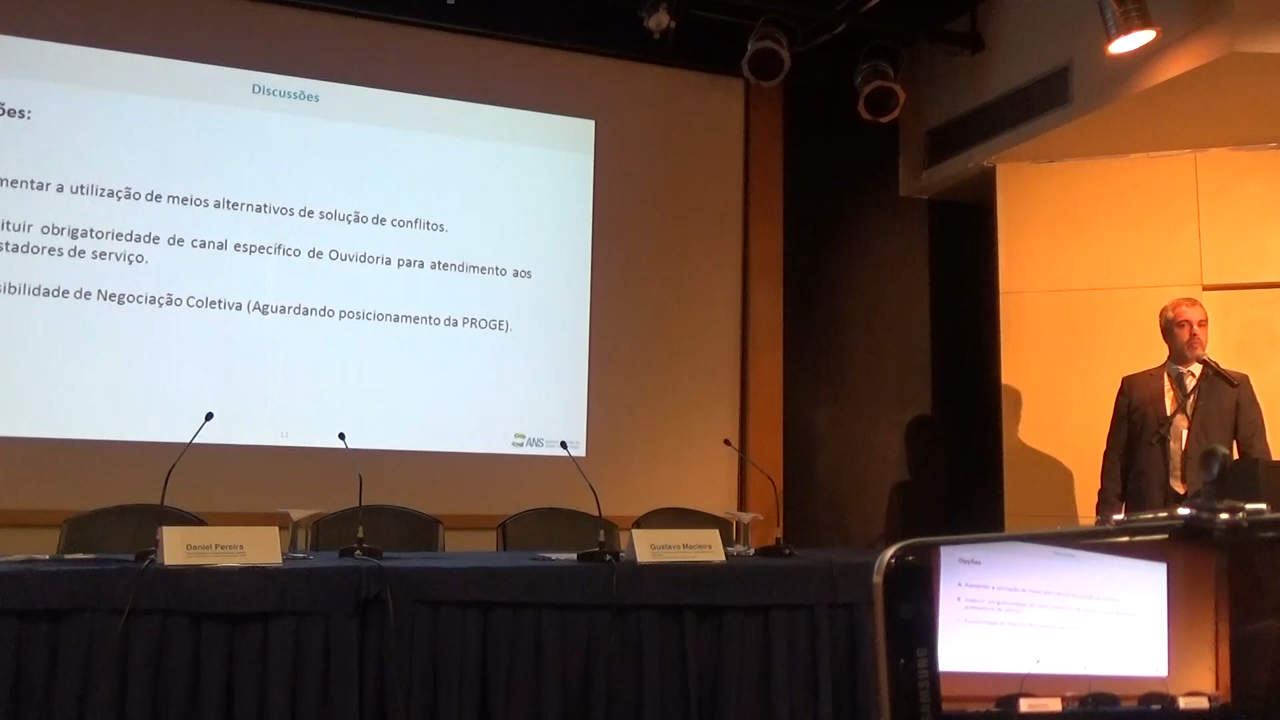 Discussões
ões:
mentar a utilização de meios alternativos de solução de conflitos.
ituir obrigatoriedade de canal específico de Ouvidoria para atendimento aos
stadores de serviço.
sibilidade de Negociação Coletiva (Aguardando posicionamento da PROGE).
ANS
Daniel Pereira
Gustavo Macieira
Opções
SAMSUNG